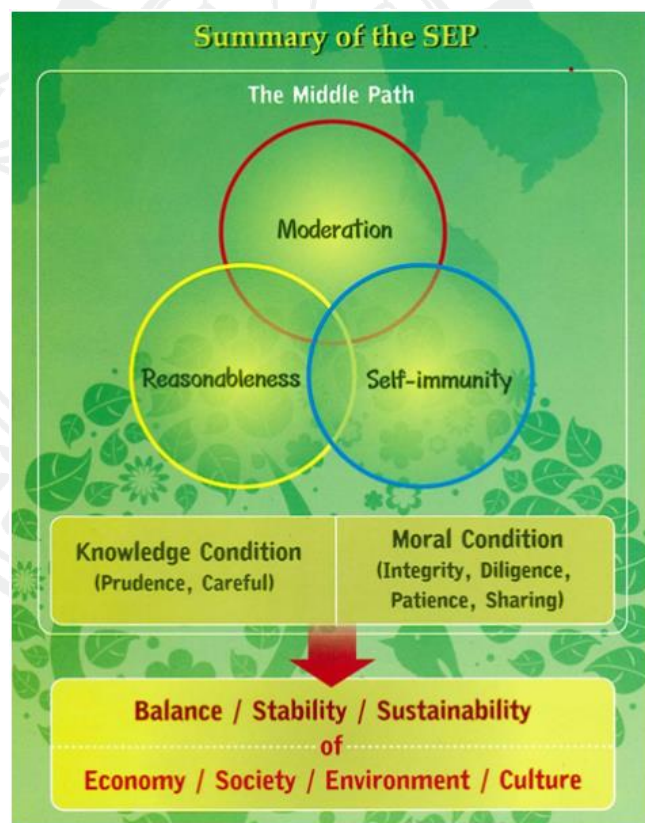 Summary of the SEP
The Middle Path
Moderation
Reasonableness
Self-immunity
Knowledge Condition
(Prudence, Careful)
Moral Condition
(Integrity, Diligence,
Patience, Sharing)
Balance / Stability / Sustainability
of
Economy / Society / Environment / Culture